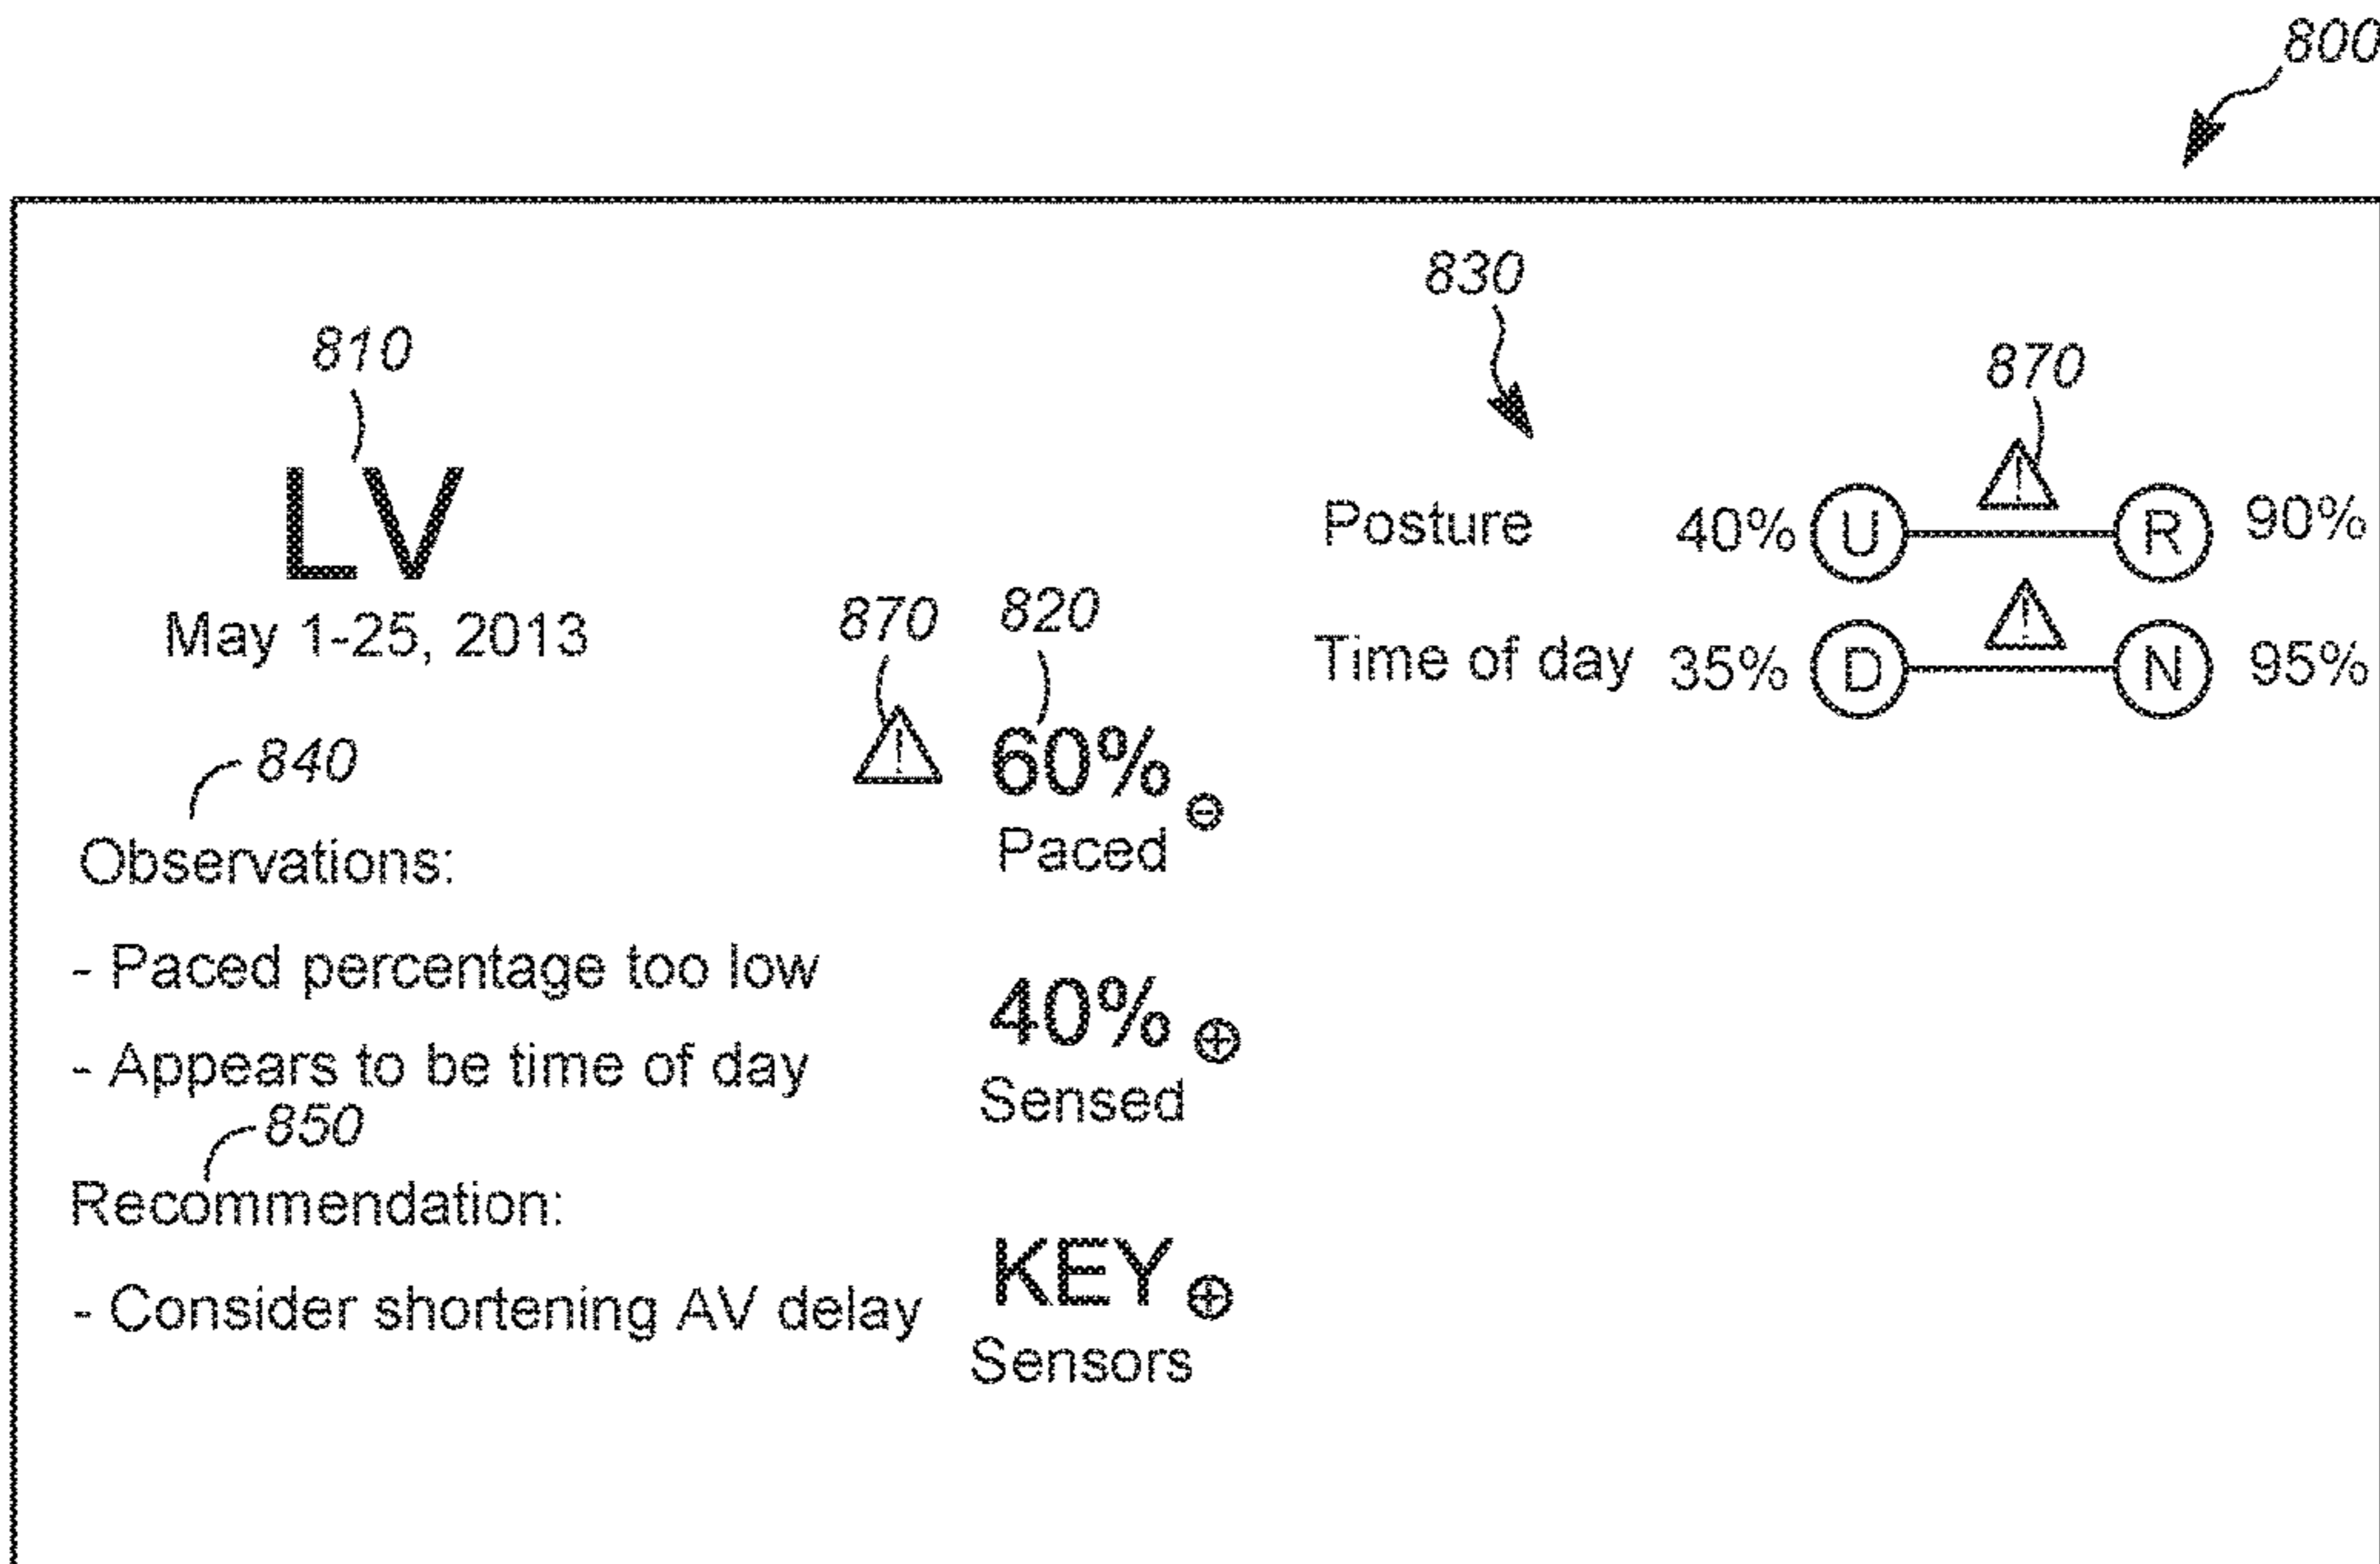 800
830
810
870
LV
Posture 40% U R 90%
May 1-25, 2013
870 820
Time of day 35% D N 95%
840
60%
Paced
Observations:
- Paced percentage too low
40%
- Appears to be time of day
Sensed
850
Recommendation:
KEY
- Consider shortening AV delay
Sensors